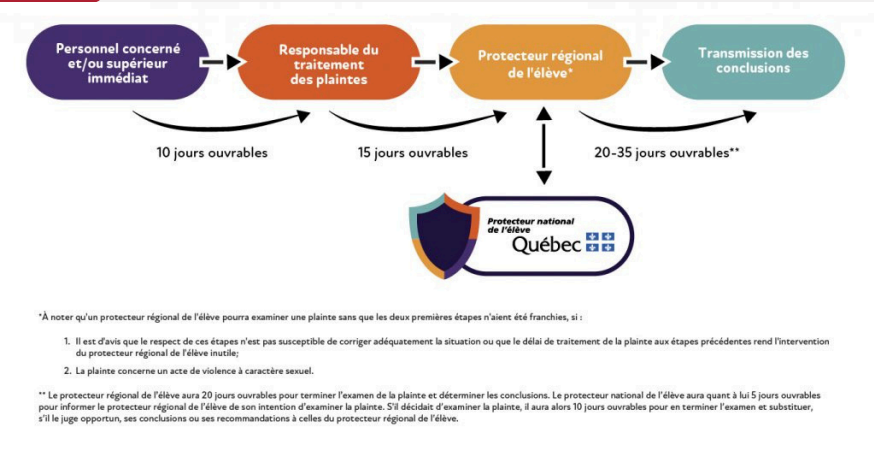 Personnel concerné
et/ou supérieur
immédiat
Responsable du
traitement
des plaintes
Protecteur régional
de l'élève*
Transmission des
conclusions
10 jours ouvrables
15 jours ouvrables
20-35 jours ouvrables**
Protecteur national
de l'élève
Québec
*À noter qu'un protecteur régional de l'élève pourra examiner une plainte sans que les deux premières étapes n'aient été franchies, si :
1. Il est d'avis que le respect de ces étapes n'est pas susceptible de corriger adéquatement la situation ou que le délai de traitement de la plainte aux étapes précédentes rend l'intervention
du protecteur régional de l'élève inutile;
2. La plainte concerne un acte de violence à caractère sexuel.
** Le protecteur régional de l'élève aura 20 jours ouvrables pour terminer l'examen de la plainte et déterminer les conclusions. Le protecteur national de l'élève aura quant à lui 5 jours ouvrables
pour informer le protecteur régional de l'élève de son intention d'examiner la plainte. S'il décidait d'examiner la plainte, il aura alors 10 jours ouvrables pour en terminer l'examen et substituer,
s'il le juge opportun, ses conclusions ou ses recommandations à celles du protecteur régional de l'élève.